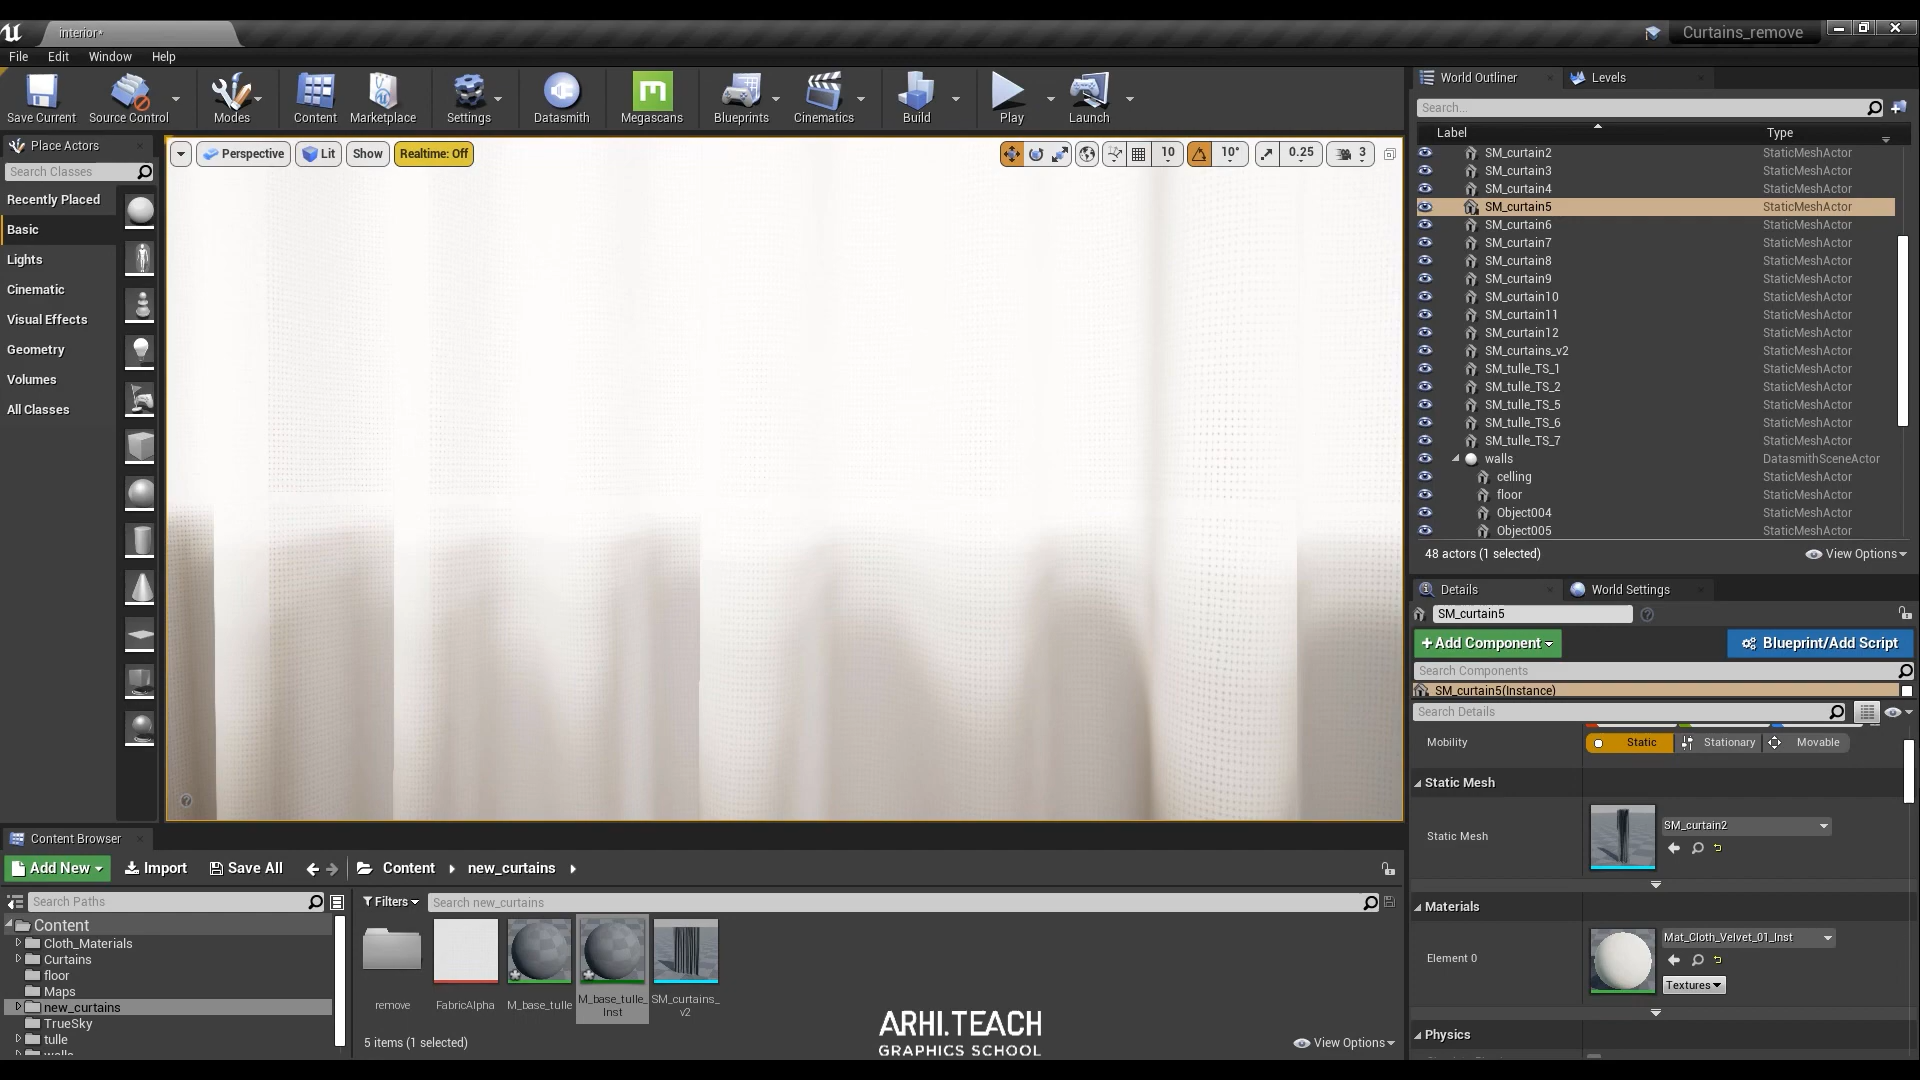 interior*
Curtains_remove
File Edit Window Help
Save Current
Source Control
Modes
Content
Marketplace
Settings
Datasmith
Megascans
Blueprints
Cinematics
Build
Play
Launch
Place Actors
Search Classes
Recently Placed
Basic
Lights
Cinematic
Visual Effects
Geometry
Volumes
All Classes
Perspective
Lit
Show
Realtime: Off
10
10°
0.25
3
World Outliner
Levels
Search...
Label Type
SM_curtain2 StaticMeshActor
SM_curtain3 StaticMeshActor
SM_curtain4 StaticMeshActor
SM_curtain5 StaticMeshActor
SM_curtain6 StaticMeshActor
SM_curtain7 StaticMeshActor
SM_curtain8 StaticMeshActor
SM_curtain9 StaticMeshActor
SM_curtain10 StaticMeshActor
SM_curtain11 StaticMeshActor
SM_curtain12 StaticMeshActor
SM_curtains_v2 StaticMeshActor
SM_tulle_TS_1 StaticMeshActor
SM_tulle_TS_2 StaticMeshActor
SM_tulle_TS_5 StaticMeshActor
SM_tulle_TS_6 StaticMeshActor
SM_tulle_TS_7 StaticMeshActor
walls DatasmithSceneActor
celling StaticMeshActor
floor StaticMeshActor
Object004 StaticMeshActor
Object005 StaticMeshActor
48 actors (1 selected)
View Options
Details
World Settings
SM_curtain5
+Add Component
Blueprint/Add Script
Search Components
SM_curtain5(Instance)
Search Details
Mobility
Static Stationary Movable
Static Mesh
Static Mesh
SM_curtain2
Materials
Element 0
Mat_Cloth_Velvet_01_Inst
Textures
Physics
Content Browser
Add New
Import
Save All
Content
new_curtains
Search Paths
Content
Cloth_Materials
Curtains
floor
Maps
new_curtains
TrueSky
tulle
Filters
Search new_curtains
remove
FabricAlpha
M_base_tulle
M_base_tulle_
Inst
SM_curtains_
v2
5 items (1 selected)
View Options
ARHI.TEACH
GRAPHICS SCHOOL